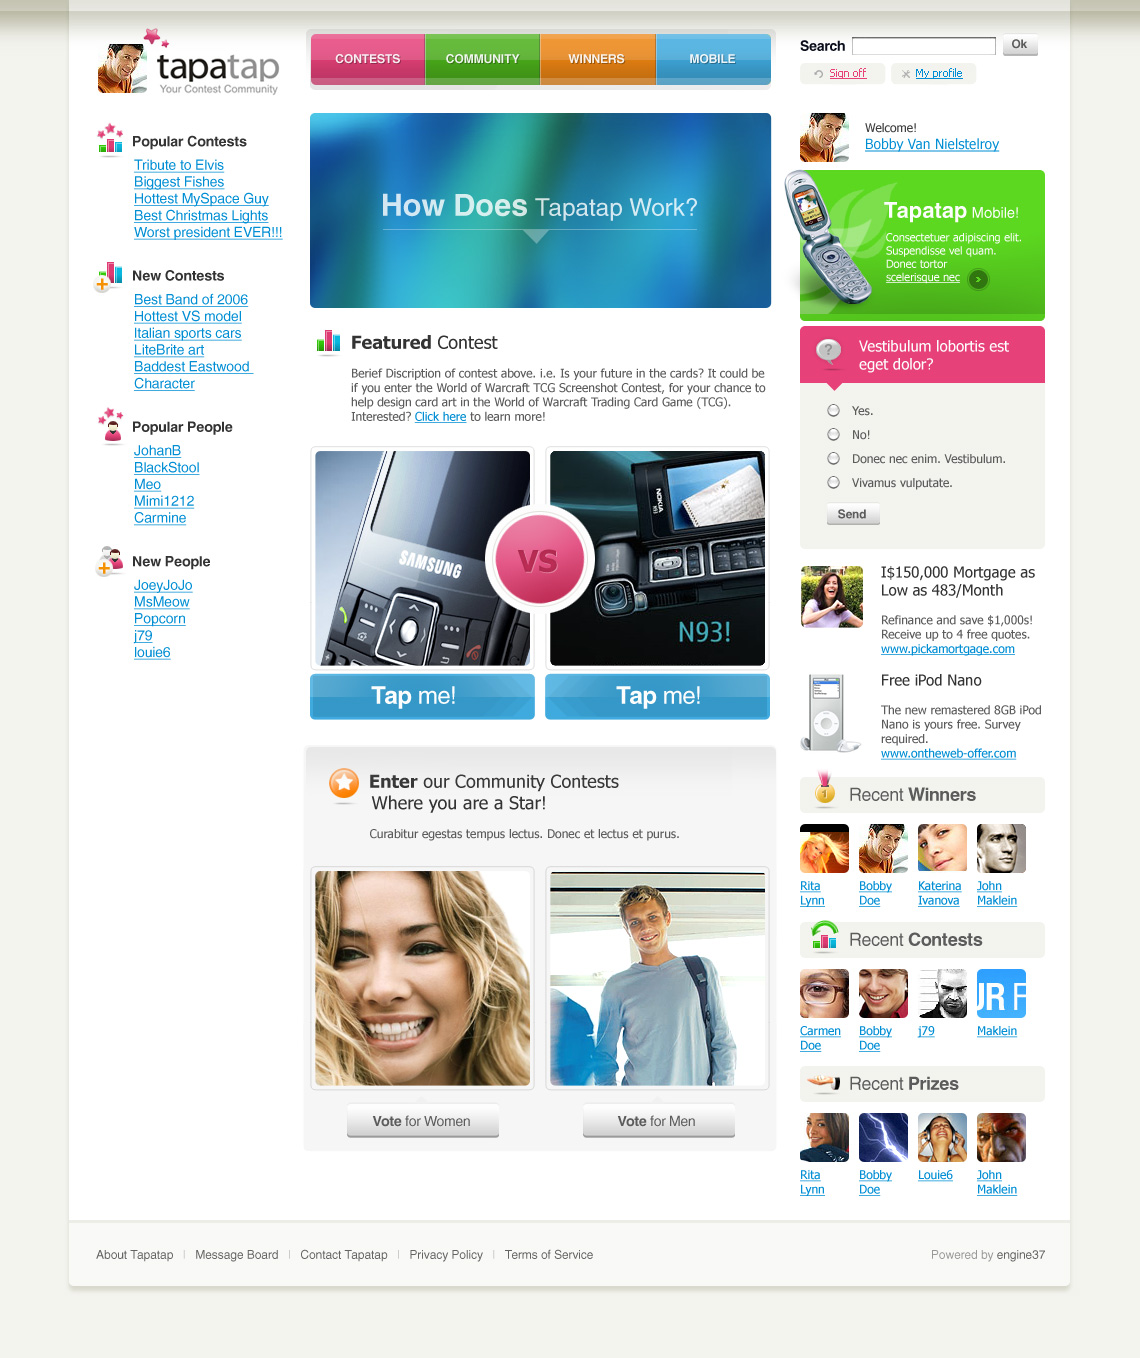 tapatap
Your Contest Community
CONTESTS
COMMUNITY
WINNERS
MOBILE
Search
Ok
Sign off
My profile
Popular Contests
Tribute to Elvis
Biggest Fishes
Hottest MySpace Guy
Best Christmas Lights
Worst president EVER!!!
New Contests
Best Band of 2006
Hottest VS model
Italian sports cars
LiteBrite art
Baddest Eastwood
Character
Popular People
JohanB
BlackStool
Meo
Mimi1212
Carmine
New People
JoeyJoJo
MsMeow
Popcorn
j79
louie6
How Does Tapatap Work?
Featured Contest
Berief Discription of contest above. i.e. Is your future in the cards? It could be
if you enter the World of Warcraft TCG Screenshot Contest, for your chance to
help design card art in the World of Warcraft Trading Card Game (TCG).
Interested? Click here to learn more!
SAMSUNG
VS
NOKIA
N93!
Tap me!
Tap me!
Enter our Community Contests
Where you are a Star!
Curabitur egestas tempus lectus. Donec et lectus et purus.
Vote for Women
Vote for Men
Welcome!
Bobby Van Nielstelroy
Tapatap Mobile!
Consectetuer adipiscing elit.
Suspendisse vel quam.
Donec tortor
scelerisque nec
?
Vestibulum lobortis est
eget dolor?
Yes.
No!
Donec nec enim. Vestibulum.
Vivamus vulputate.
Send
I$150,000 Mortgage as
Low as 483/Month
Refinance and save $1,000s!
Receive up to 4 free quotes.
www.pickamortgage.com
Free iPod Nano
The new remastered 8GB iPod
Nano is yours free. Survey
required.
www.ontheweb-offer.com
1
Recent Winners
Rita
Lynn
Bobby
Doe
Katerina
Ivanova
John
Maklein
Recent Contests
JR F
Carmen
Doe
Bobby
Doe
j79
Maklein
Recent Prizes
Rita
Lynn
Bobby
Doe
Louie6
John
Maklein
About Tapatap
Message Board
Contact Tapatap
Privacy Policy
Terms of Service
Powered by engine37